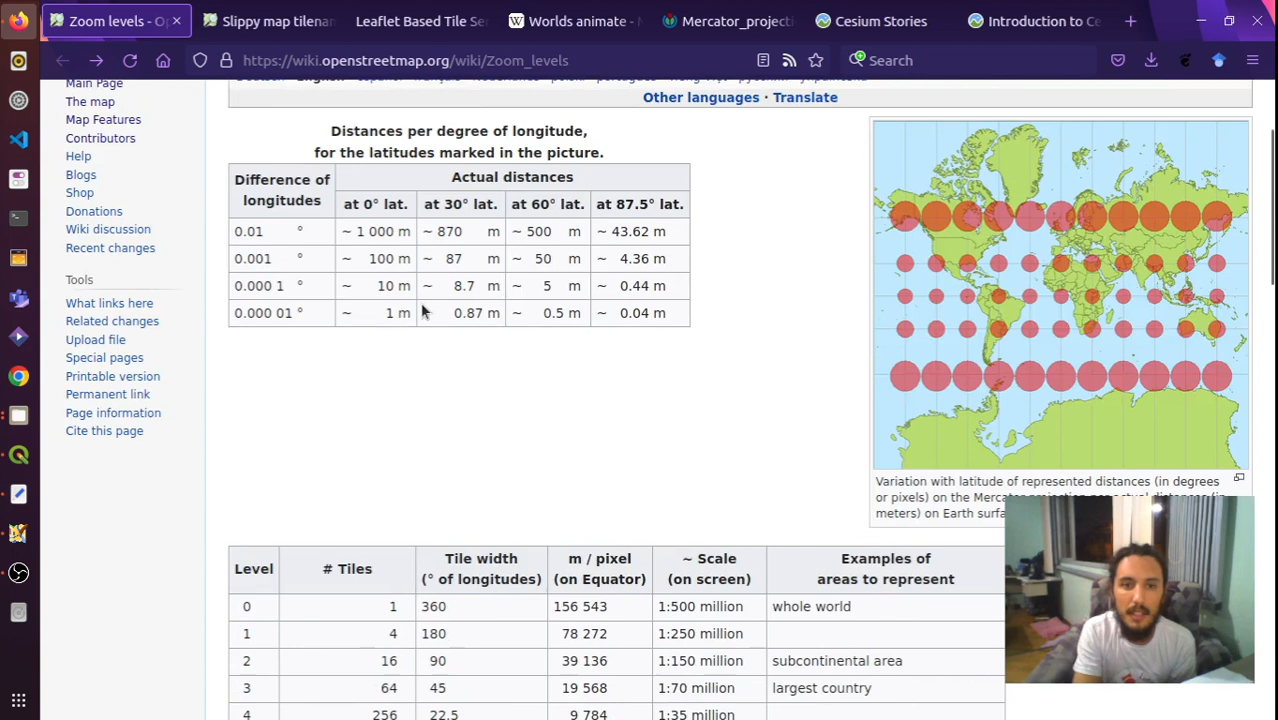 Zoom levels - O
Slippy map tilenam
Leaflet Based Tile Se
Worlds animate -
Mercator_projecti
Cesium Stories
Introduction to Ce
https://wiki.openstreetmap.org/wiki/Zoom_levels
Search
Other languages · Translate
Main Page
The map
Map Features
Contributors
Help
Blogs
Shop
Donations
Wiki discussion
Recent changes
Tools
What links here
Related changes
Upload file
Special pages
Printable version
Permanent link
Page information
Cite this page
Distances per degree of longitude,
for the latitudes marked in the picture.
Difference of longitudes Actual distances
at 0° lat. at 30° lat. at 60° lat. at 87.5° lat.
0.01 ° ~ 1 000 m ~ 870 m ~ 500 m ~ 43.62 m
0.001 ° ~ 100 m ~ 87 m ~ 50 m ~ 4.36 m
0.000 1 ° ~ 10 m ~ 8.7 m ~ 5 m ~ 0.44 m
0.000 01 ° ~ 1 m 0.87 m ~ 0.5 m ~ 0.04 m
Variation with latitude of represented distances (in degrees
or pixels) on the Mercator projection per actual distances (in
meters) on Earth surfa
Level # Tiles Tile width (° of longitudes) m / pixel (on Equator) ~ Scale (on screen) Examples of areas to represent
0 1 360 156 543 1:500 million whole world
1 4 180 78 272 1:250 million
2 16 90 39 136 1:150 million subcontinental area
3 64 45 19 568 1:70 million largest country
4 256 22.5 9 784 1:35 million